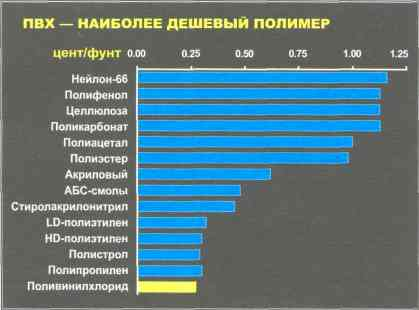 ПВХ — НАИБОЛЕЕ ДЕШЕВЫЙ ПОЛИМЕР
цент/фунт 0.00 0.25 0.50 0.75 1.00 1.25
Нейлон-66
Полифенол
Целлюлоза
Поликарбонат
Полиацетал
Полиэстер
Акриловый
АБС-смолы
Стиролакрилонитрил
LD-полиэтилен
HD-полиэтилен
Полистрол
Полипропилен
Поливинилхлорид